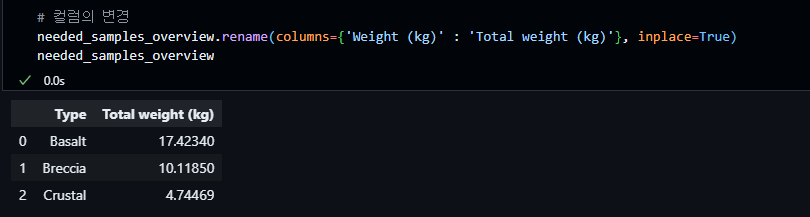 # 컬럼의 변경
needed_samples_overview.rename(columns={'Weight (kg)' : 'Total weight (kg)'}, inplace=True)
needed_samples_overview
0.0s
Type Total weight (kg)
0 Basalt 17.42340
1 Breccia 10.11850
2 Crustal 4.74469